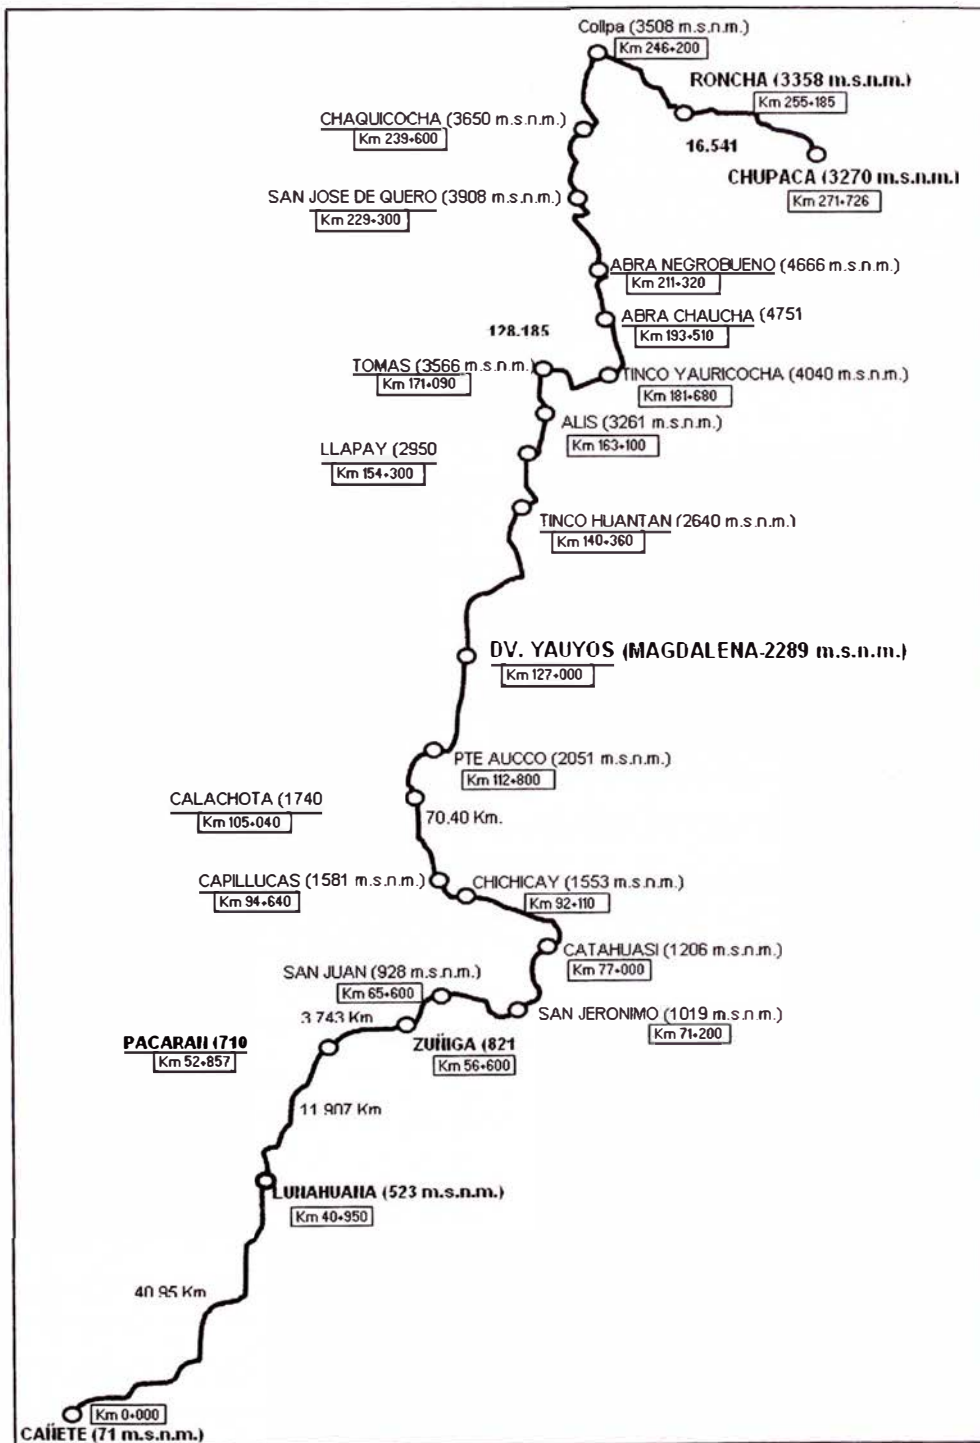 Collpa (3508 m.s.n.m.)
Km 246+200
RONCHA (3358 m.s.n.m.)
Km 255+185
CHAQUICOCHA (3650 m.s.n.m.)
Km 239+600
16.541
CHUPACA (3270 m.s.n.m.)
Km 271+726
SAN JOSE DE QUERO (3908 m.s.n.m.)
Km 229+300
ABRA NEGROBUENO (4666 m.s.n.m.)
Km 211+320
ABRA CHAUCHA (4751
Km 193+510
128.185
TOMAS (3566 m.s.n.m.)
Km 171+090
TINCO YAURICOCHA (4040 m.s.n.m.)
Km 181+680
ALIS (3261 m.s.n.m.)
Km 163+100
LLAPAY (2950
Km 154+300
TINCO HUANTAN (2640 m.s.n.m.)
Km 140+360
DV. YAUYOS (MAGDALENA-2289 m.s.n.m.)
Km 127+000
PTE AUCCO (2051 m.s.n.m.)
Km 112+800
CALACHOTA (1740
Km 105+040
70.40 Km.
CAPILLUCAS (1581 m.s.n.m.)
Km 94+640
CHICHICAY (1553 m.s.n.m.)
Km 92+110
CATAHUASI (1206 m.s.n.m.)
Km 77+000
SAN JUAN (928 m.s.n.m.)
Km 65+600
SAN JERONIMO (1019 m.s.n.m.)
Km 71+200
3.743 Km
ZUÑIGA (821
Km 56+600
PACARAN (710
Km 52+857
11.907 Km
LUNAHUANA (523 m.s.n.m.)
Km 40+950
40.95 Km
Km 0+000
CAÑETE (71 m.s.n.m.)